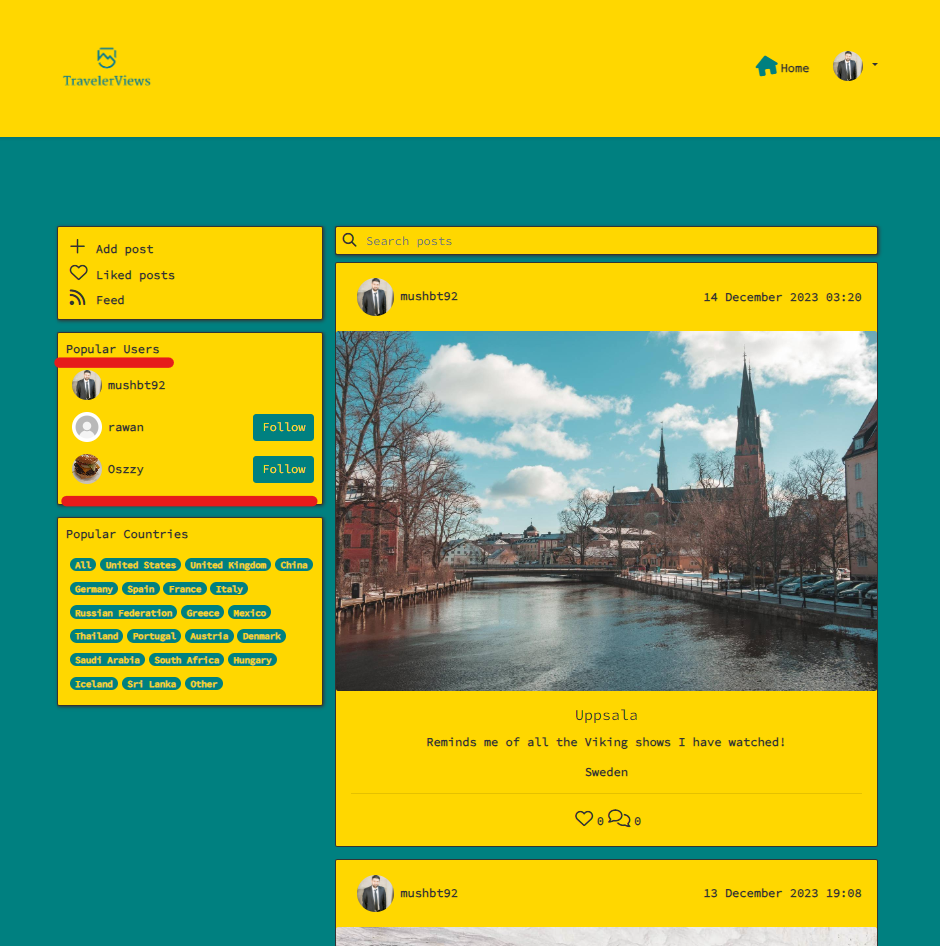 TravelerViews
Home
Add post
Liked posts
Feed
Popular Users
mushbt92
rawan
Follow
Oszzy
Follow
Popular Countries
All United States United Kingdom China
Germany Spain France Italy
Russian Federation Greece Mexico
Thailand Portugal Austria Denmark
Saudi Arabia South Africa Hungary
Iceland Sri Lanka Other
Search posts
mushbt92
14 December 2023 03:20
Uppsala
Reminds me of all the Viking shows I have watched!
Sweden
0 0
mushbt92
13 December 2023 19:08